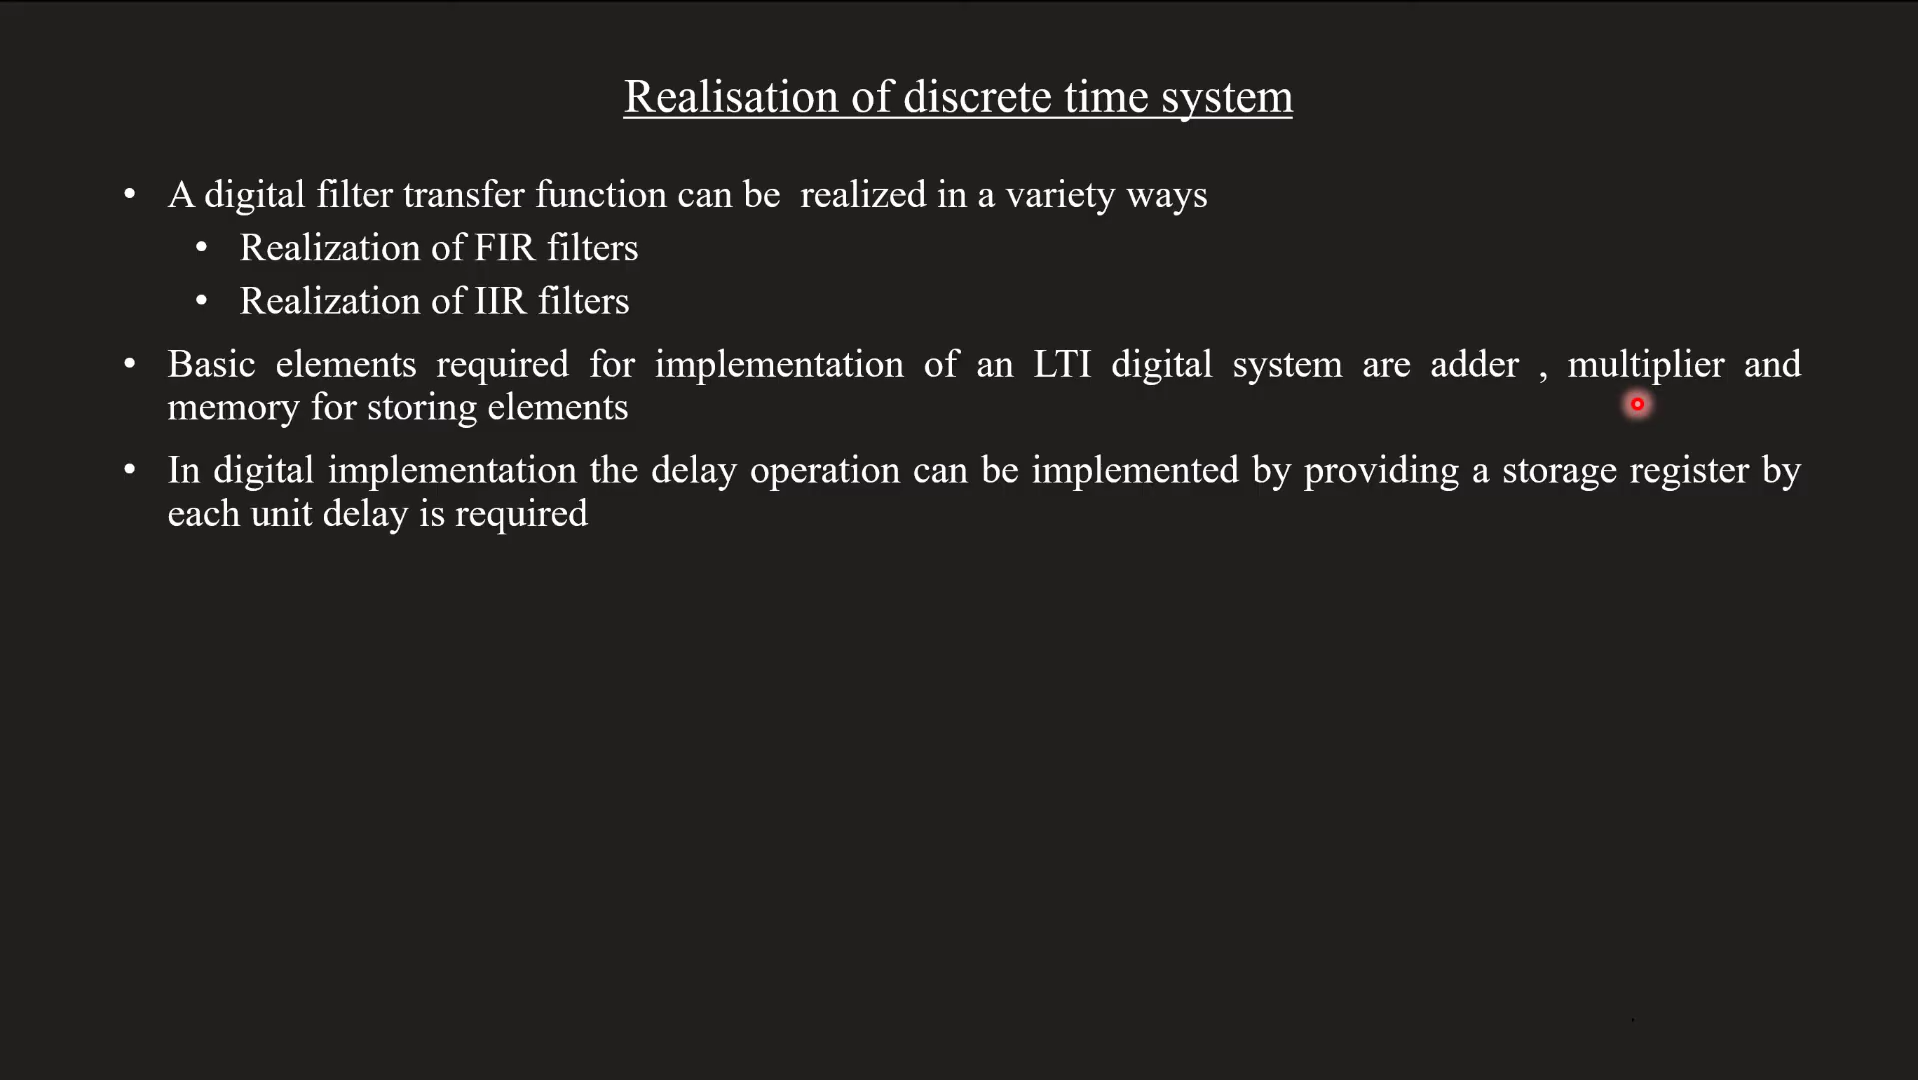 Realisation of discrete time system
• A digital filter transfer function can be realized in a variety ways
• Realization of FIR filters
• Realization of IIR filters
• Basic elements required for implementation of an LTI digital system are adder , multiplier and
memory for storing elements
• In digital implementation the delay operation can be implemented by providing a storage register by
each unit delay is required